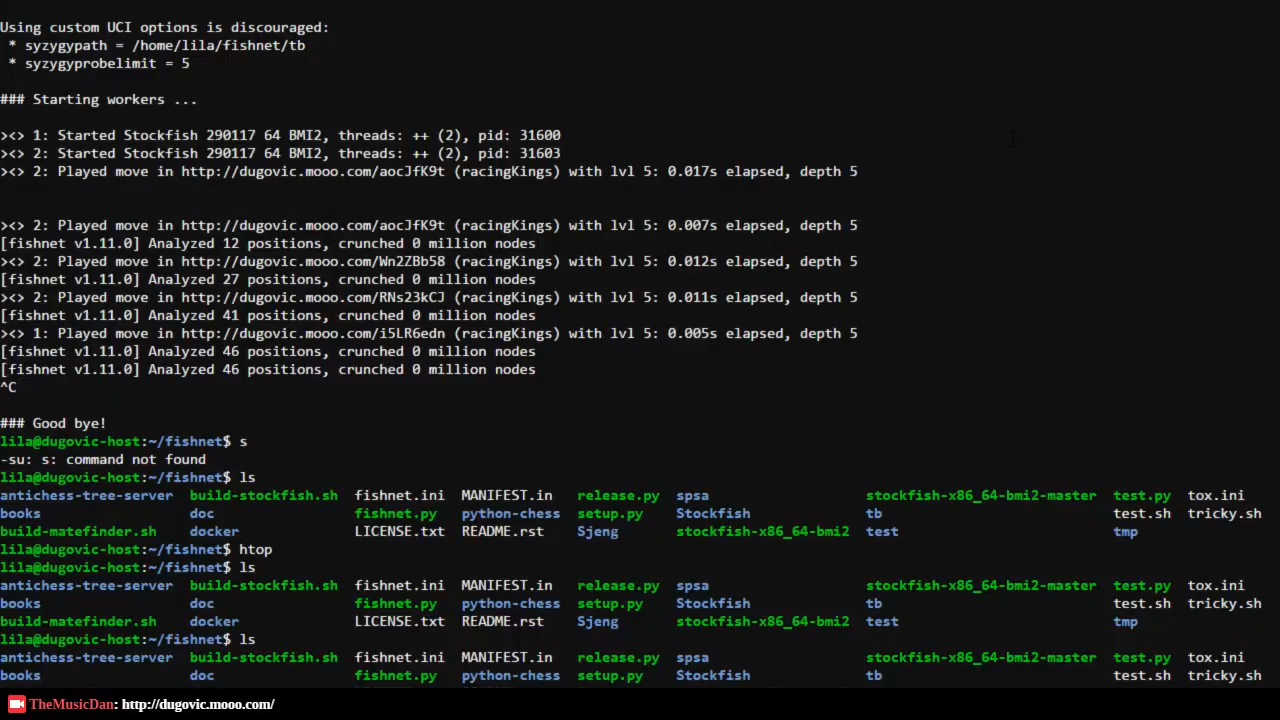 Using custom UCI options is discouraged:
 * syzygypath = /home/lila/fishnet/tb
 * syzygyprobelimit = 5
### Starting workers ...
><> 1: Started Stockfish 290117 64 BMI2, threads: ++ (2), pid: 31600
><> 2: Started Stockfish 290117 64 BMI2, threads: ++ (2), pid: 31603
><> 2: Played move in http://dugovic.mooo.com/aocJfK9t (racingKings) with lvl 5: 0.017s elapsed, depth 5
><> 2: Played move in http://dugovic.mooo.com/aocJfK9t (racingKings) with lvl 5: 0.007s elapsed, depth 5
[fishnet v1.11.0] Analyzed 12 positions, crunched 0 million nodes
><> 2: Played move in http://dugovic.mooo.com/Wn2ZBb58 (racingKings) with lvl 5: 0.012s elapsed, depth 5
[fishnet v1.11.0] Analyzed 27 positions, crunched 0 million nodes
><> 2: Played move in http://dugovic.mooo.com/RNs23kCJ (racingKings) with lvl 5: 0.011s elapsed, depth 5
[fishnet v1.11.0] Analyzed 41 positions, crunched 0 million nodes
><> 1: Played move in http://dugovic.mooo.com/i5LR6edn (racingKings) with lvl 5: 0.005s elapsed, depth 5
[fishnet v1.11.0] Analyzed 46 positions, crunched 0 million nodes
[fishnet v1.11.0] Analyzed 46 positions, crunched 0 million nodes
^C
### Good bye!
lila@dugovic-host:~/fishnet$ s
-su: s: command not found
lila@dugovic-host:~/fishnet$ ls
antichess-tree-server build-stockfish.sh fishnet.ini MANIFEST.in release.py spsa stockfish-x86_64-bmi2-master test.py tox.ini
books doc fishnet.py python-chess setup.py Stockfish tb test.sh tricky.sh
build-matefinder.sh docker LICENSE.txt README.rst Sjeng stockfish-x86_64-bmi2 test tmp
lila@dugovic-host:~/fishnet$ htop
lila@dugovic-host:~/fishnet$ ls
antichess-tree-server build-stockfish.sh fishnet.ini MANIFEST.in release.py spsa stockfish-x86_64-bmi2-master test.py tox.ini
books doc fishnet.py python-chess setup.py Stockfish tb test.sh tricky.sh
build-matefinder.sh docker LICENSE.txt README.rst Sjeng stockfish-x86_64-bmi2 test tmp
lila@dugovic-host:~/fishnet$ ls
antichess-tree-server build-stockfish.sh fishnet.ini MANIFEST.in release.py spsa stockfish-x86_64-bmi2-master test.py tox.ini
books doc fishnet.py python-chess setup.py Stockfish tb test.sh tricky.sh
TheMusicDan: http://dugovic.mooo.com/